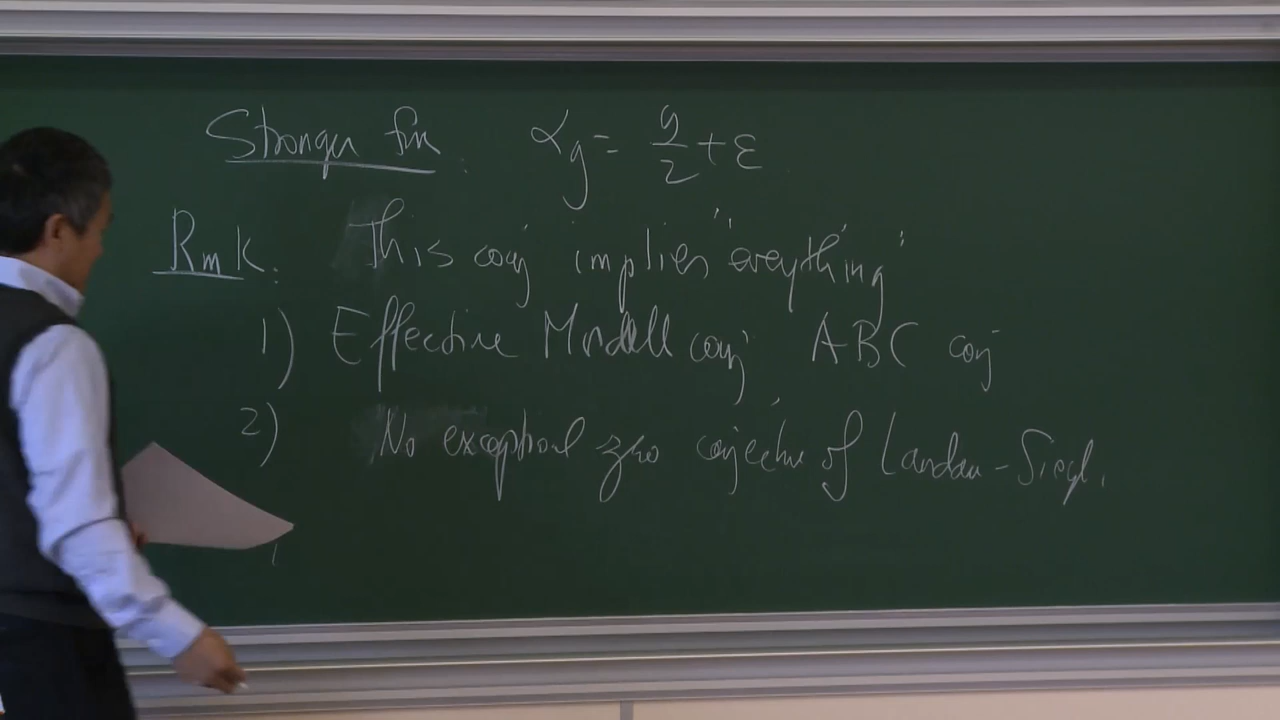 Stronger form : α_g = g/2 + ε
Rmk : This conj implies "everything"
1) Effective Mordell conj ABC conj
2) No exceptional zero conjecture of Landau - Siegel.